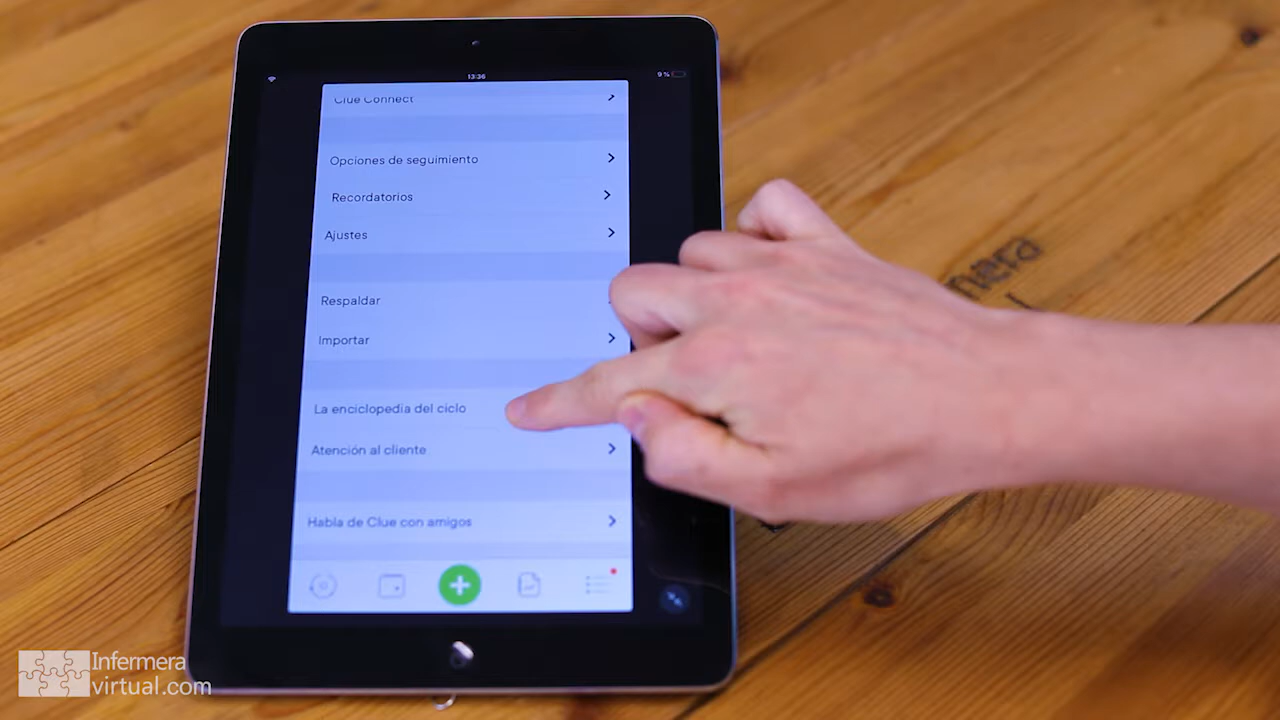 13:36
9 %
Clue Connect
Opciones de seguimiento
Recordatorios
Ajustes
Respaldar
Importar
La enciclopedia del ciclo
Atención al cliente
Habla de Clue con amigos
mera
Infermera
virtual.com